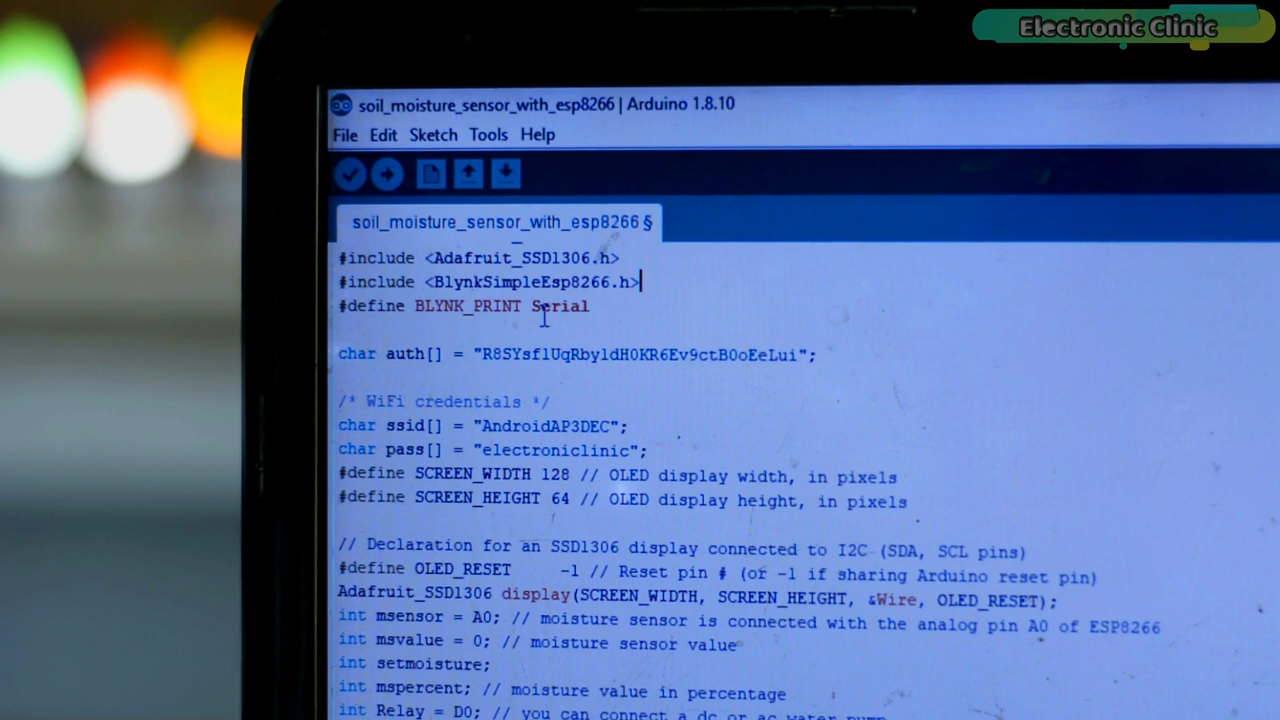 Electronic Clinic
soil_moisture_sensor_with_esp8266 | Arduino 1.8.10
File Edit Sketch Tools Help
soil_moisture_sensor_with_esp8266 §
#include <Adafruit_SSD1306.h>
#include <BlynkSimpleEsp8266.h>
#define BLYNK_PRINT Serial
char auth[] = "R8SYsflUqRbyldH0KR6Ev9ctB0oEeLui";
/* WiFi credentials */
char ssid[] = "AndroidAP3DEC";
char pass[] = "electroniclinic";
#define SCREEN_WIDTH 128 // OLED display width, in pixels
#define SCREEN_HEIGHT 64 // OLED display height, in pixels
// Declaration for an SSD1306 display connected to I2C (SDA, SCL pins)
#define OLED_RESET -1 // Reset pin # (or -1 if sharing Arduino reset pin)
Adafruit_SSD1306 display(SCREEN_WIDTH, SCREEN_HEIGHT, &Wire, OLED_RESET);
int msensor = A0; // moisture sensor is connected with the analog pin A0 of ESP8266
int msvalue = 0; // moisture sensor value
int setmoisture;
int mspercent; // moisture value in percentage
int Relay = D0; // you can connect a dc or ac water pump